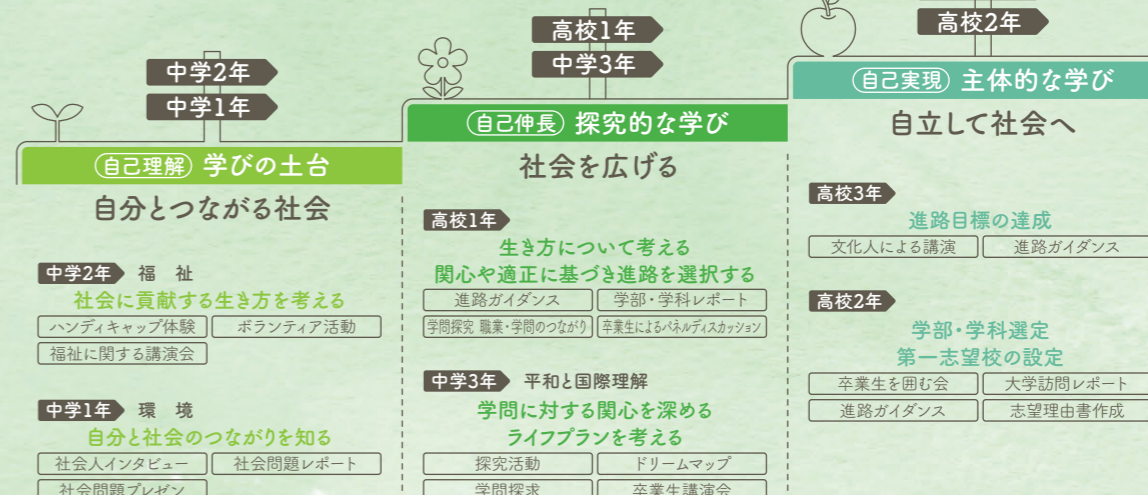 中学2年
中学1年
自己理解 学びの土台
自分とつながる社会
中学2年 福 祉
社会に貢献する生き方を考える
ハンディキャップ体験 ボランティア活動
福祉に関する講演会
中学1年 環 境
自分と社会のつながりを知る
社会人インタビュー 社会問題レポート
社会問題プレゼン
高校1年
中学3年
自己伸長 探究的な学び
社会を広げる
高校1年
生き方について考える
関心や適正に基づき進路を選択する
進路ガイダンス 学部・学科レポート
学問探究 職業・学問のつながり 卒業生によるパネルディスカッション
中学3年 平和と国際理解
学問に対する関心を深める
ライフプランを考える
探究活動 ドリームマップ
学問探求 卒業生講演会
高校2年
自己実現 主体的な学び
自立して社会へ
高校3年
進路目標の達成
文化人による講演 進路ガイダンス
高校2年
学部・学科選定
第一志望校の設定
卒業生を囲む会 大学訪問レポート
進路ガイダンス 志望理由書作成